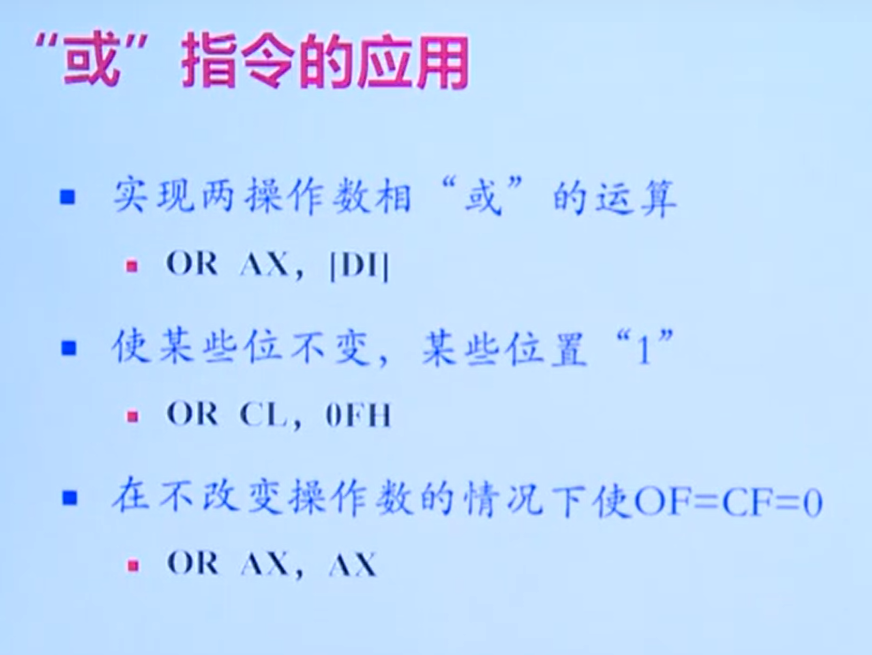 “或”指令的应用
实现两操作数相“或”的运算
OR AX，[DI]
使某些位不变，某些位置“1”
OR CL，0FH
在不改变操作数的情况下使OF=CF=0
OR AX，AX